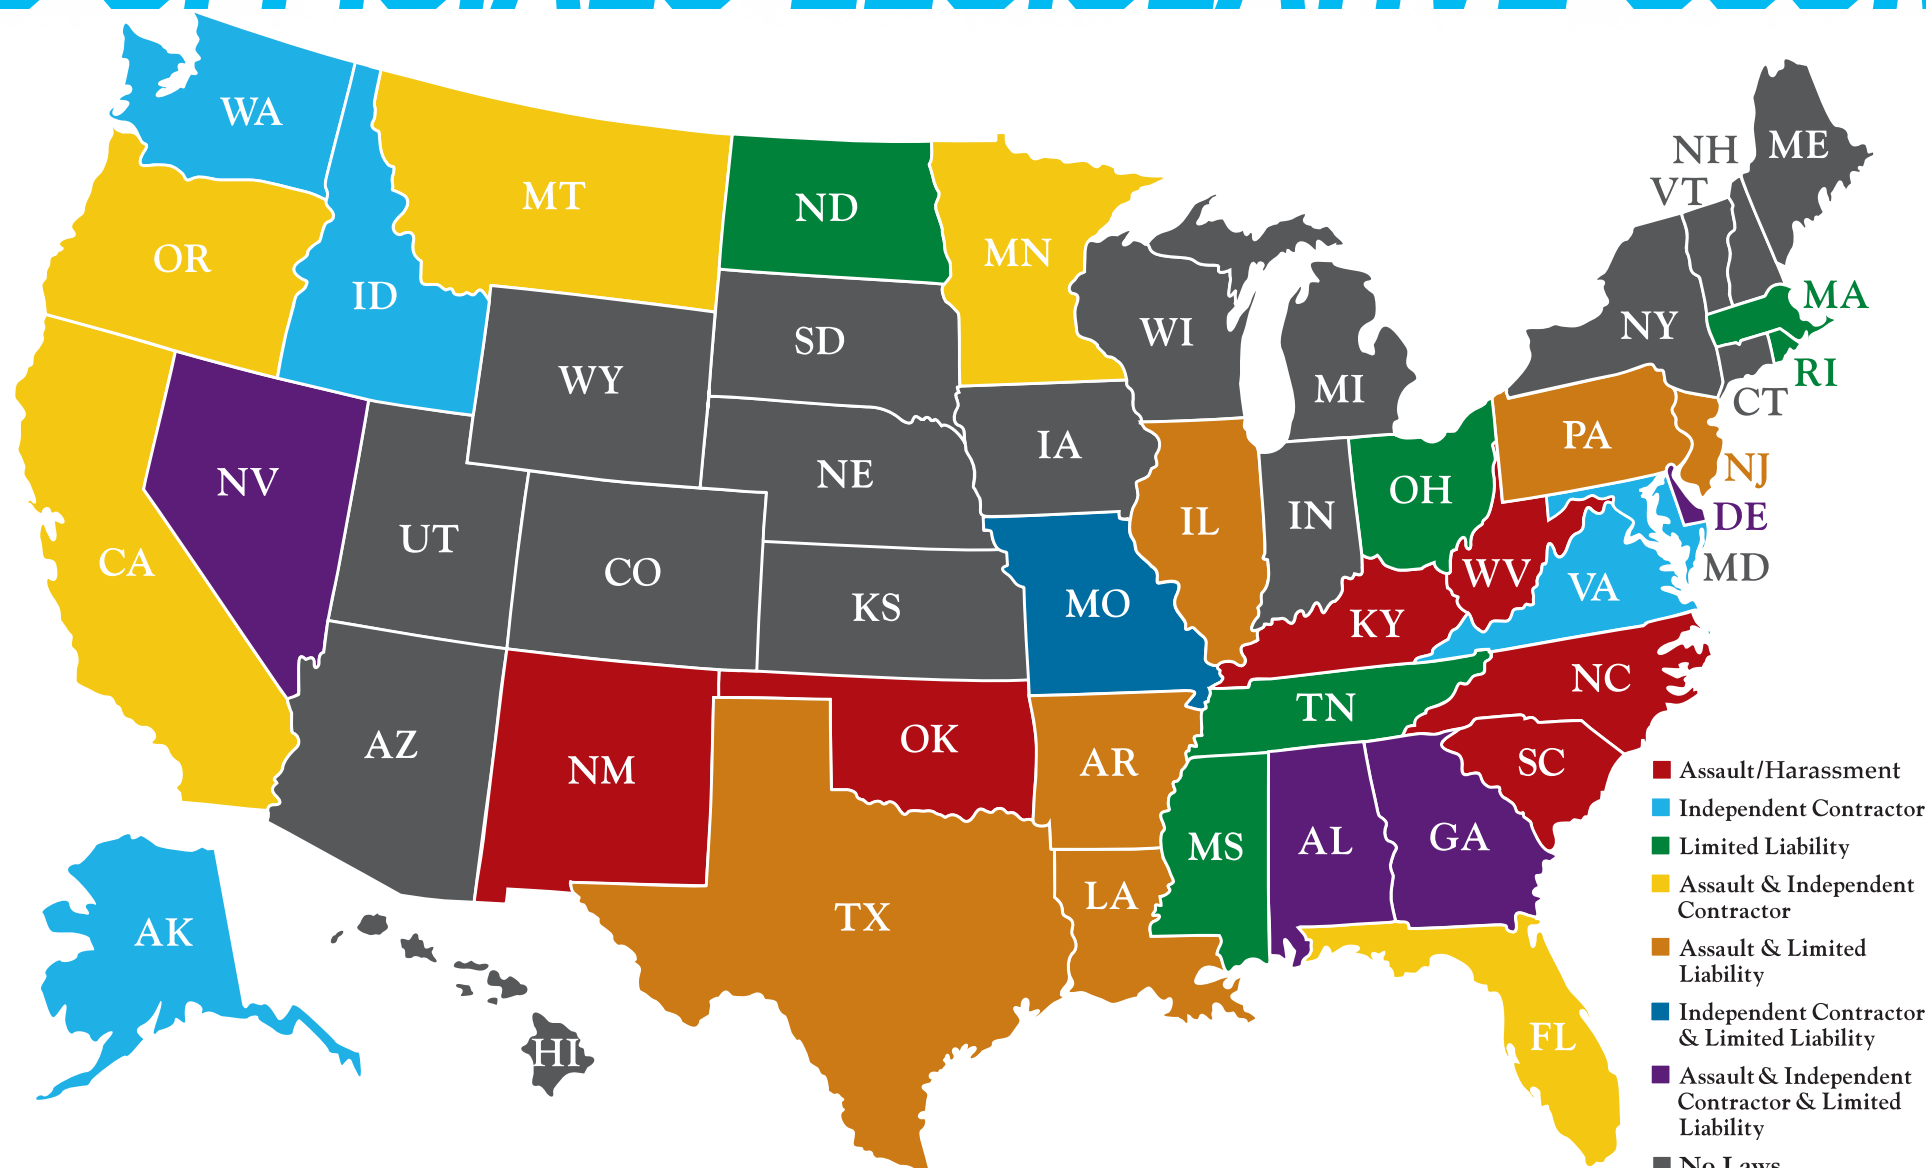 WA
MT
ND
MN
OR
ID
SD
WI
MI
NH
VT
ME
NY
MA
RI
CT
WY
NE
IA
PA
NJ
NV
UT
CO
KS
MO
IL
IN
OH
WV
DE
MD
VA
CA
KY
NC
TN
SC
AZ
NM
OK
AR
TX
LA
MS
AL
GA
FL
AK
HI
Assault/Harassment
Independent Contractor
Limited Liability
Assault & Independent
Contractor
Assault & Limited
Liability
Independent Contractor
& Limited Liability
Assault & Independent
Contractor & Limited
Liability
No Laws